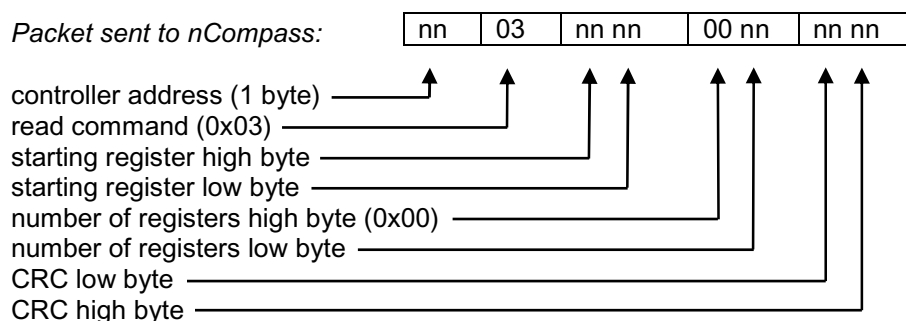 Packet sent to nCompass: nn 03 nn nn 00 nn nn nn
controller address (1 byte)
read command (0x03)
starting register high byte
starting register low byte
number of registers high byte (0x00)
number of registers low byte
CRC low byte
CRC high byte